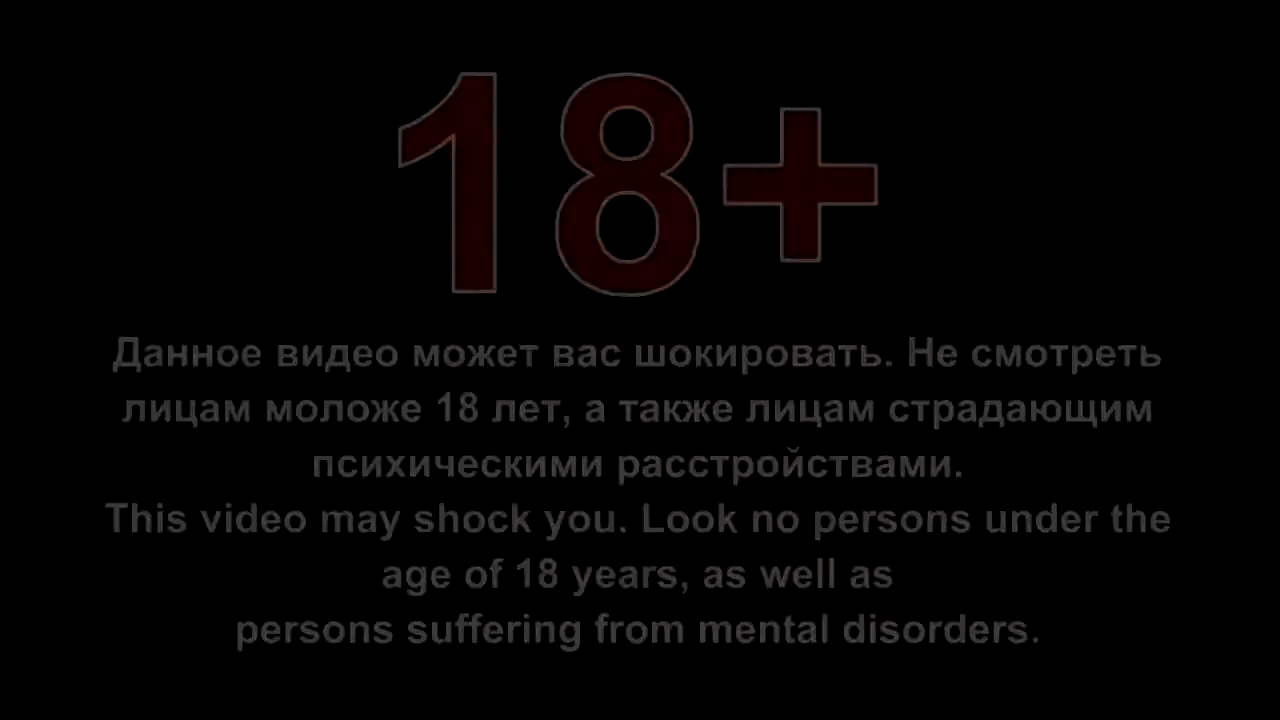 18+
Данное видео может вас шокировать. Не смотреть
лицам моложе 18 лет, а также лицам страдающим
психическими расстройствами.
This video may shock you. Look no persons under the
age of 18 years, as well as
persons suffering from mental disorders.